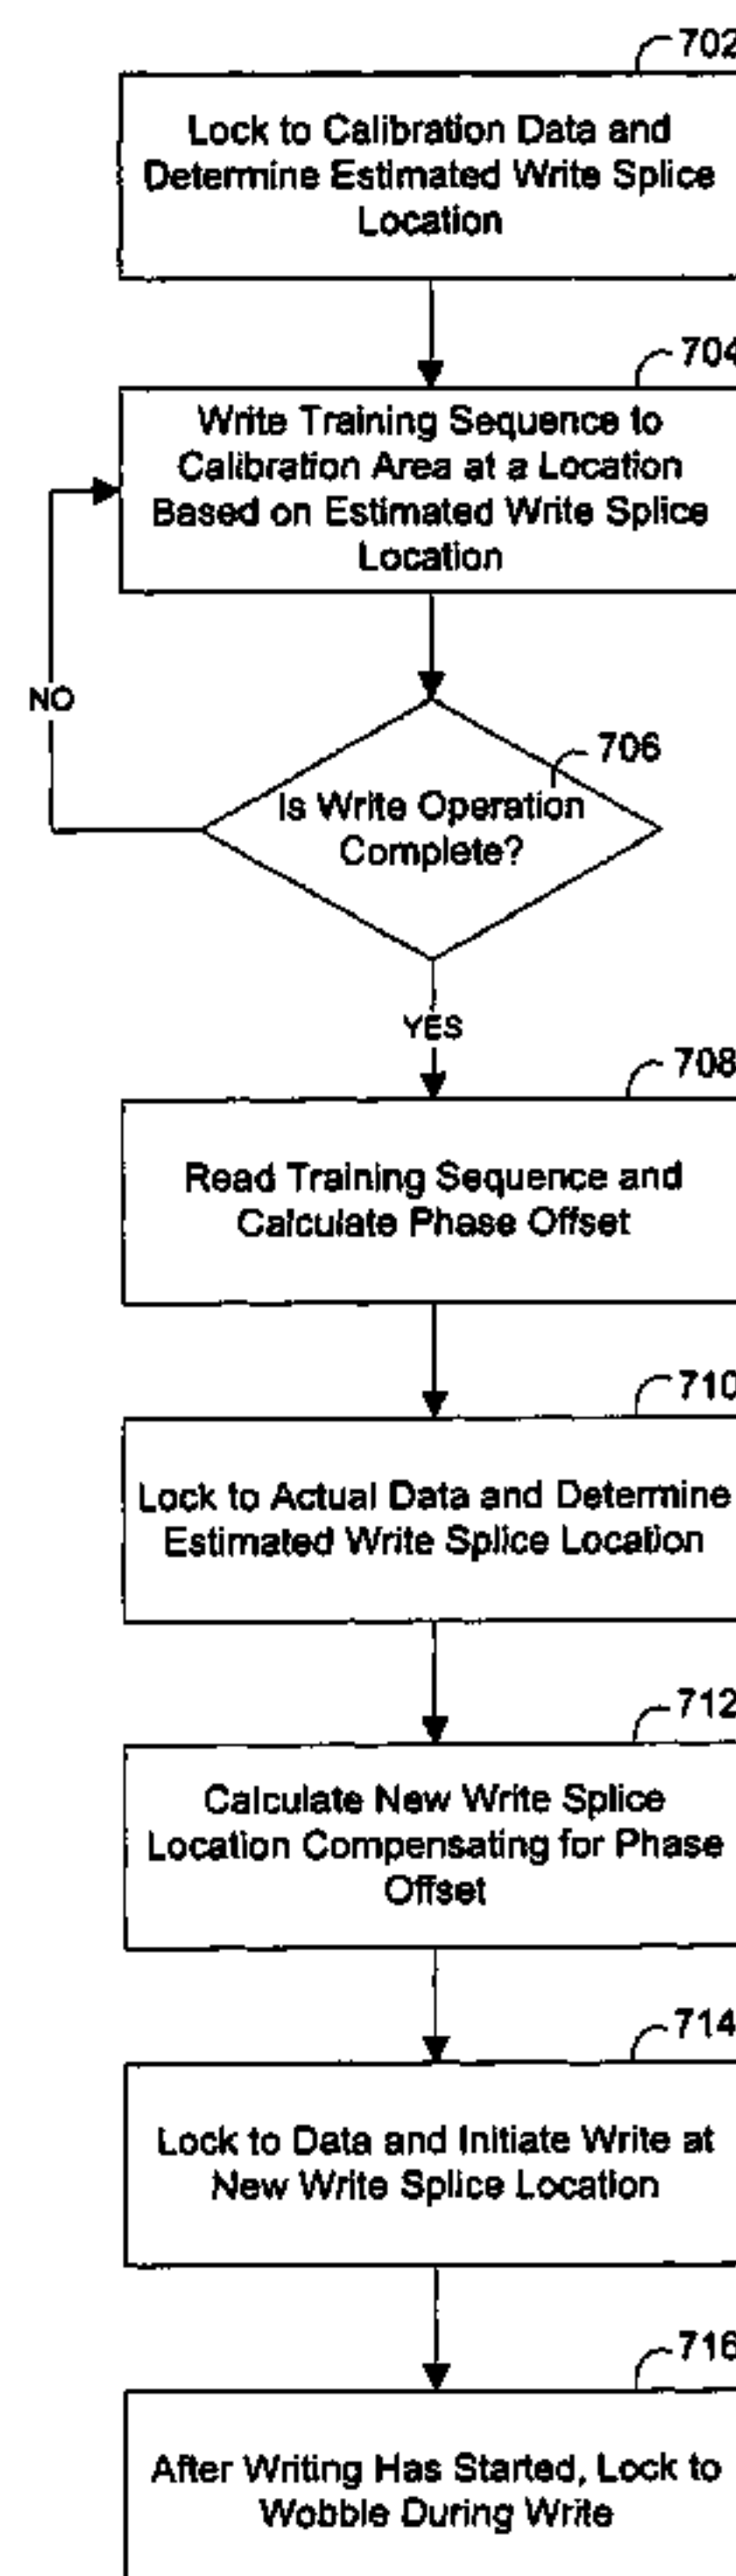 702
Lock to Calibration Data and
Determine Estimated Write Splice
Location
704
Write Training Sequence to
Calibration Area at a Location
Based on Estimated Write Splice
Location
NO
706
Is Write Operation
Complete?
YES
708
Read Training Sequence and
Calculate Phase Offset
710
Lock to Actual Data and Determine
Estimated Write Splice Location
712
Calculate New Write Splice
Location Compensating for Phase
Offset
714
Lock to Data and Initiate Write at
New Write Splice Location
716
After Writing Has Started, Lock to
Wobble During Write